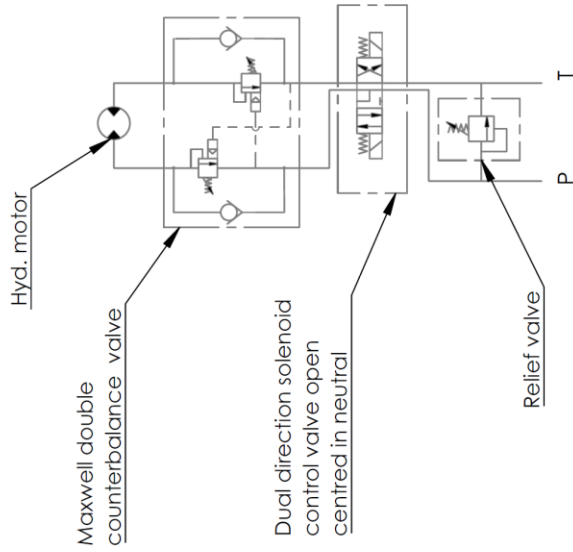 Hyd. motor
Maxwell double
counterbalance valve
Dual direction solenoid
control valve open
centred in neutral
Relief valve
P
T